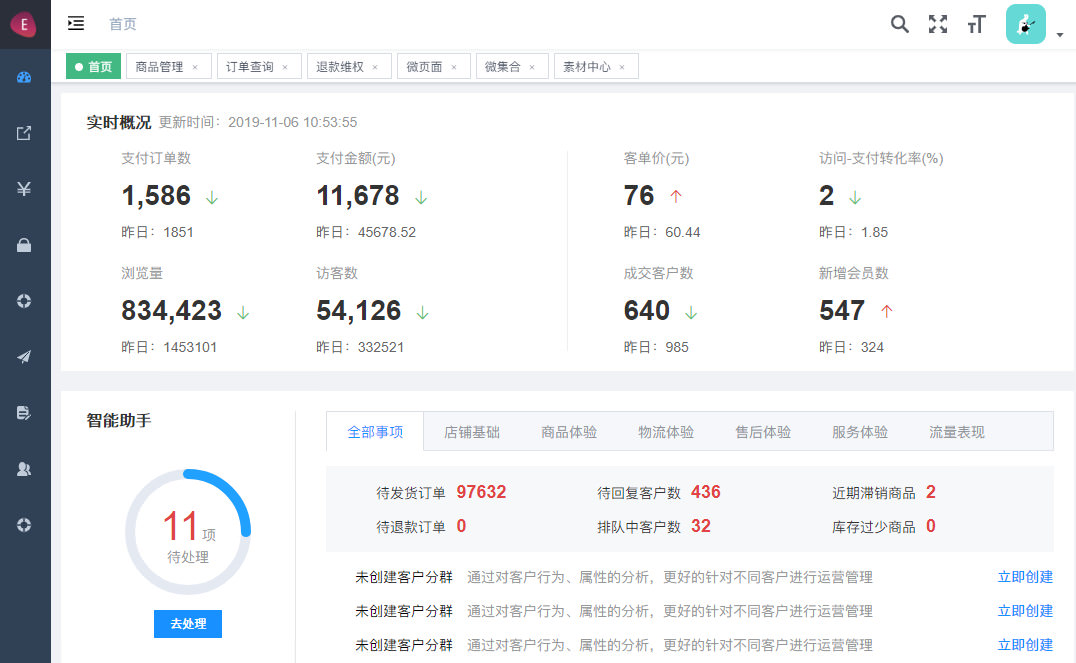 E
首页
首页 商品管理 × 订单查询 × 退款维权 × 微页面 × 微集合 × 素材中心 ×
实时概况 更新时间：2019-11-06 10:53:55
支付订单数 支付金额(元) 客单价(元) 访问-支付转化率(%)
1,586 ↓ 11,678 ↓ 76 ↑ 2 ↓
昨日：1851 昨日：45678.52 昨日：60.44 昨日：1.85
浏览量 访客数 成交客户数 新增会员数
834,423 ↓ 54,126 ↓ 640 ↓ 547 ↑
昨日：1453101 昨日：332521 昨日：985 昨日：324
智能助手
11项
待处理
去处理
全部事项 店铺基础 商品体验 物流体验 售后体验 服务体验 流量表现
待发货订单 97632 待回复客户数 436 近期滞销商品 2
待退款订单 0 排队中客户数 32 库存过少商品 0
未创建客户分群 通过对客户行为、属性的分析，更好的针对不同客户进行运营管理 立即创建
未创建客户分群 通过对客户行为、属性的分析，更好的针对不同客户进行运营管理 立即创建
未创建客户分群 通过对客户行为、属性的分析，更好的针对不同客户进行运营管理 立即创建